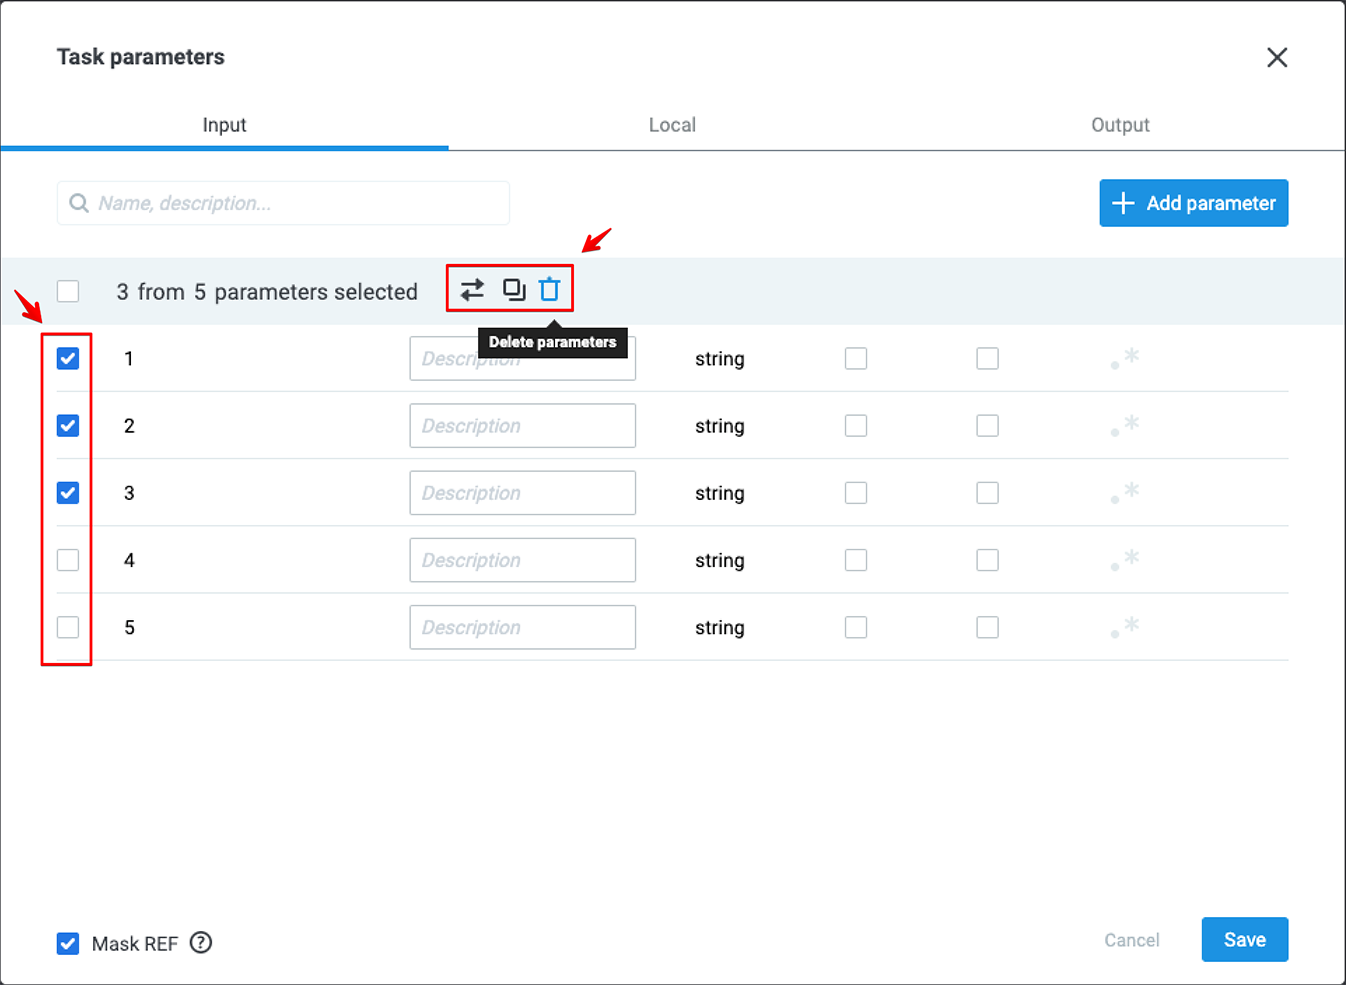 Task parameters
Input Local Output
Name, description...
Add parameter
3 from 5 parameters selected
Delete parameters
1 Description string
2 Description string
3 Description string
4 Description string
5 Description string
Mask REF ?
Cancel Save